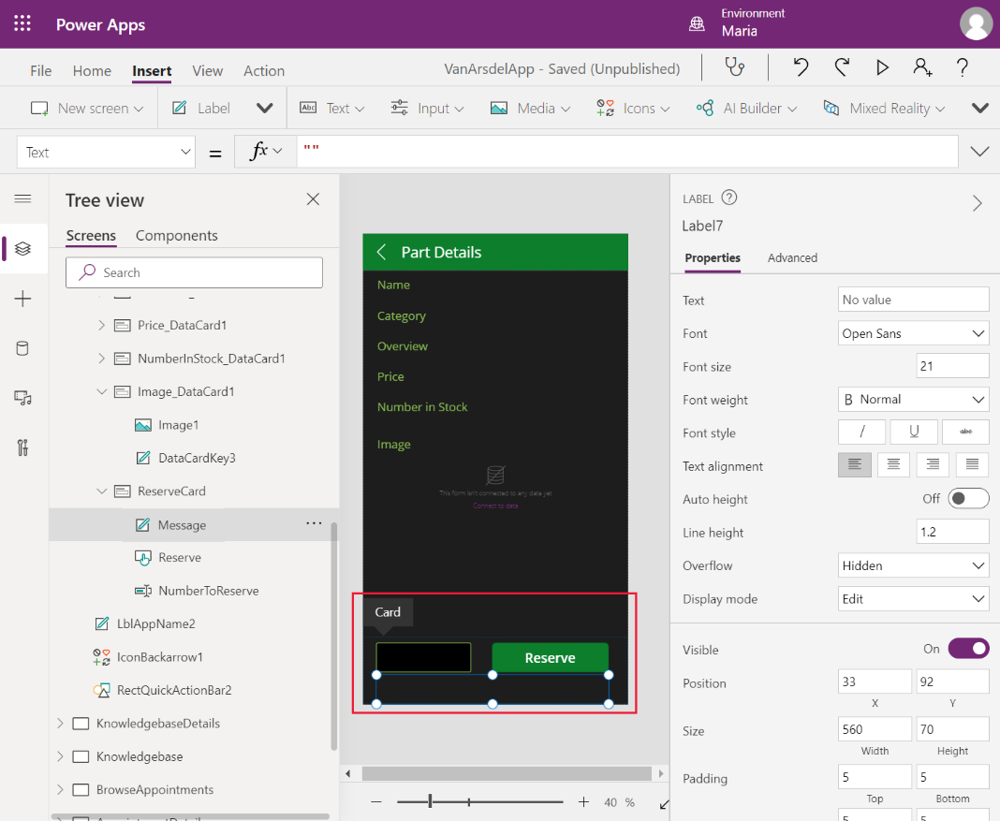 Power Apps
Environment
Maria
File Home Insert View Action VanArsdelApp - Saved (Unpublished)
New screen Label Text Input Media Icons AI Builder Mixed Reality
Text = fx ""
Tree view
Screens Components
Search
Price_DataCard1
NumberInStock_DataCard1
Image_DataCard1
Image1
DataCardKey3
ReserveCard
Message ...
Reserve
NumberToReserve
LblAppName2
IconBackarrow1
RectQuickActionBar2
KnowledgebaseDetails
Knowledgebase
BrowseAppointments
Part Details
Name
Category
Overview
Price
Number in Stock
Image
This form isn't connected to any data yet.
Connect to data
Card
Reserve
40 %
LABEL ?
Label7
Properties Advanced
Text No value
Font Open Sans
Font size 21
Font weight B Normal
Font style / U abc
Text alignment
Auto height Off
Line height 1.2
Overflow Hidden
Display mode Edit
Visible On
Position 33 92
X Y
Size 560 70
Width Height
Padding 5 5
Top Bottom
5 5